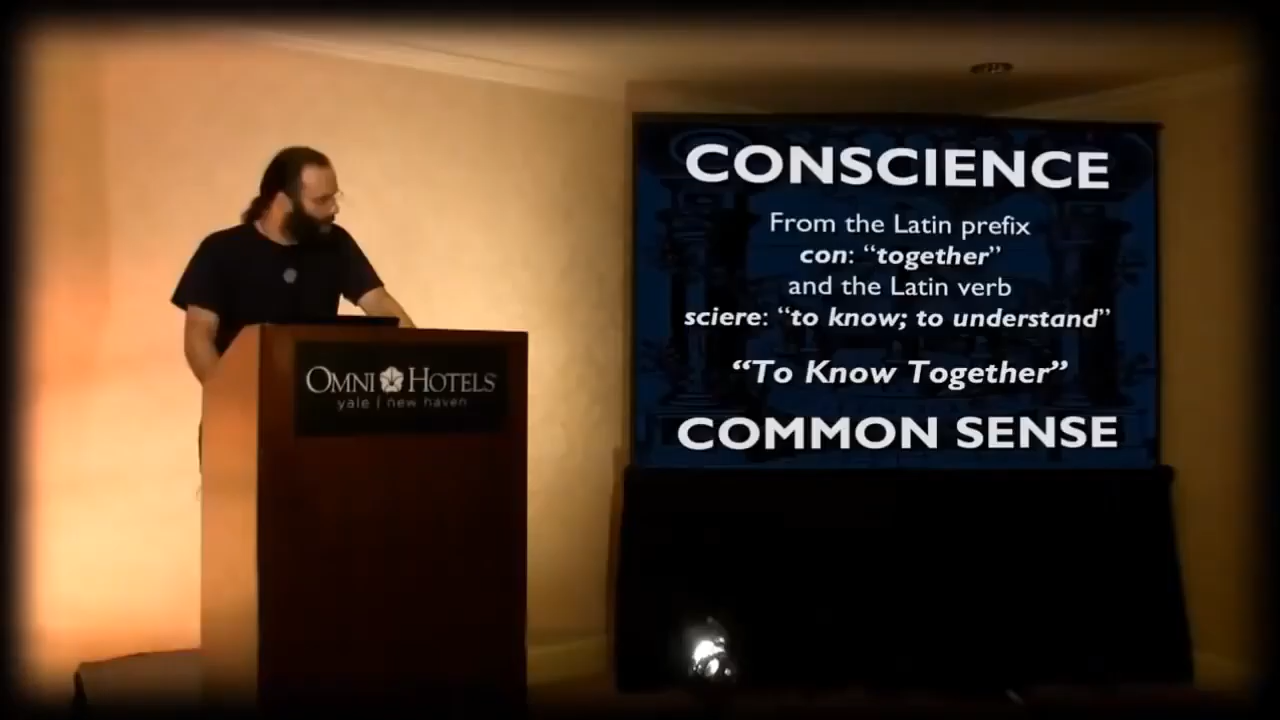 OMNI HOTELS
yale | new haven
CONSCIENCE
From the Latin prefix
con: “together”
and the Latin verb
sciere: “to know; to understand”
“To Know Together”
COMMON SENSE